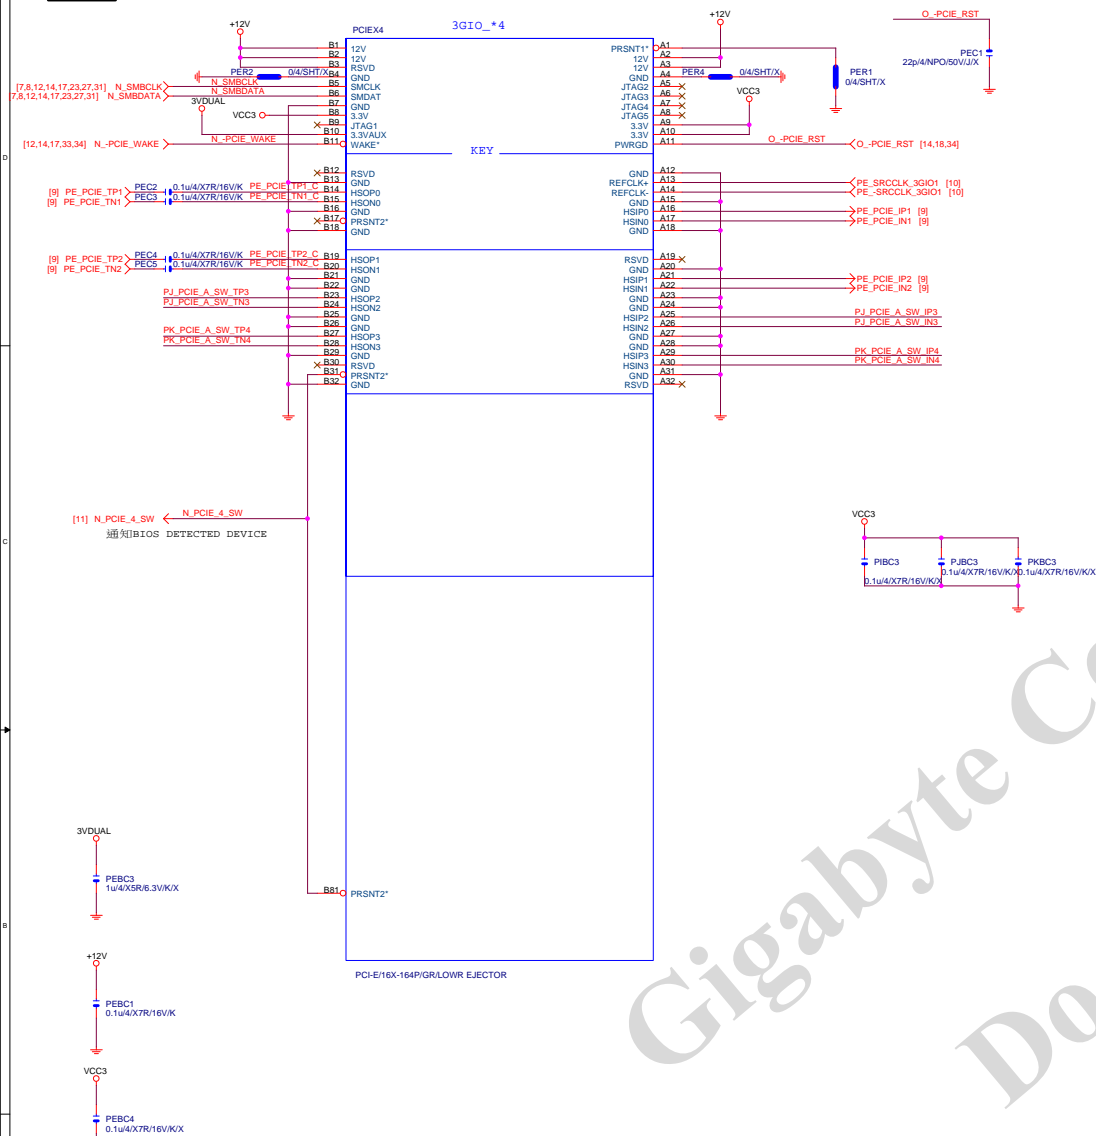 +12V
PCIEX4
3GIO_*4
+12V
O_-PCIE_RST
PEC1
22p/4/NPO/50V/J/X
B1 12V
B2 12V
B3 RSVD
PER2 0/4/SHT/X B4 GND
[7,8,12,14,17,23,27,31] N_SMBCLK N_SMBCLK B5 SMCLK
7,8,12,14,17,23,27,31] N_SMBDATA N_SMBDATA B6 SMDAT
3VDUAL B7 GND
VCC3 B8 3.3V
B9 JTAG1
B10 3.3VAUX
[12,14,17,33,34] N_-PCIE_WAKE N_-PCIE_WAKE B11 WAKE*
PRSNT1* A1
12V A2
12V A3
GND A4 PER4 0/4/SHT/X
PER1
0/4/SHT/X
JTAG2 A5
JTAG3 A6
JTAG4 A7
JTAG5 A8
VCC3
3.3V A9
3.3V A10
PWRGD A11 O_-PCIE_RST O_-PCIE_RST [14,18,34]
KEY
B12 RSVD
B13 GND
[9] PE_PCIE_TP1 PEC2 0.1u/4/X7R/16V/K PE_PCIE_TP1_C B14 HSOP0
[9] PE_PCIE_TN1 PEC3 0.1u/4/X7R/16V/K PE_PCIE_TN1_C B15 HSON0
B16 GND
B17 PRSNT2*
B18 GND
GND A12
REFCLK+ A13 PE_SRCCLK_3GIO1 [10]
REFCLK- A14 PE_-SRCCLK_3GIO1 [10]
GND A15
HSIP0 A16 PE_PCIE_IP1 [9]
HSIN0 A17 PE_PCIE_IN1 [9]
GND A18
[9] PE_PCIE_TP2 PEC4 0.1u/4/X7R/16V/K PE_PCIE_TP2_C B19 HSOP1
[9] PE_PCIE_TN2 PEC5 0.1u/4/X7R/16V/K PE_PCIE_TN2_C B20 HSON1
B21 GND
B22 GND
PJ_PCIE_A_SW_TP3 B23 HSOP2
PJ_PCIE_A_SW_TN3 B24 HSON2
B25 GND
B26 GND
PK_PCIE_A_SW_TP4 B27 HSOP3
PK_PCIE_A_SW_TN4 B28 HSON3
B29 GND
B30 RSVD
B31 PRSNT2*
B32 GND
RSVD A19
GND A20
HSIP1 A21 PE_PCIE_IP2 [9]
HSIN1 A22 PE_PCIE_IN2 [9]
GND A23
GND A24
HSIP2 A25 PJ_PCIE_A_SW_IP3
HSIN2 A26 PJ_PCIE_A_SW_IN3
GND A27
GND A28
HSIP3 A29 PK_PCIE_A_SW_IP4
HSIN3 A30 PK_PCIE_A_SW_IN4
GND A31
RSVD A32
[11] N_PCIE_4_SW N_PCIE_4_SW
通知BIOS DETECTED DEVICE
VCC3
PIBC3 PJBC3 PKBC3
0.1u/4/X7R/16V/K/X 0.1u/4/X7R/16V/K/X 0.1u/4/X7R/16V/K/X
3VDUAL
PEBC3
1u/4/X5R/6.3V/K/X
B81 PRSNT2*
PCI-E/16X-164P/GR/LOWR EJECTOR
+12V
PEBC1
0.1u/4/X7R/16V/K
VCC3
PEBC4
0.1u/4/X7R/16V/K/X
D
C
B
Gigabyte Co
Do